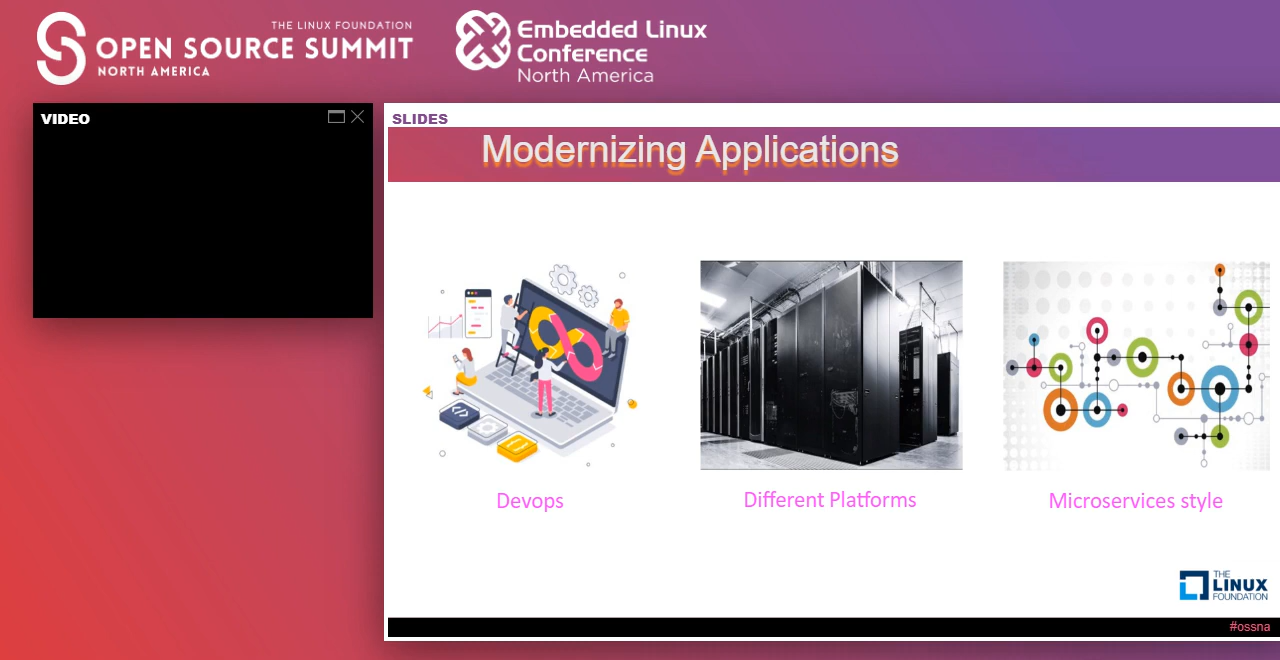 THE LINUX FOUNDATION
OPEN SOURCE SUMMIT
NORTH AMERICA
Embedded Linux
Conference
North America
VIDEO
SLIDES
Modernizing Applications
Devops
Different Platforms
Microservices style
THE
LINUX
FOUNDATION
#ossna